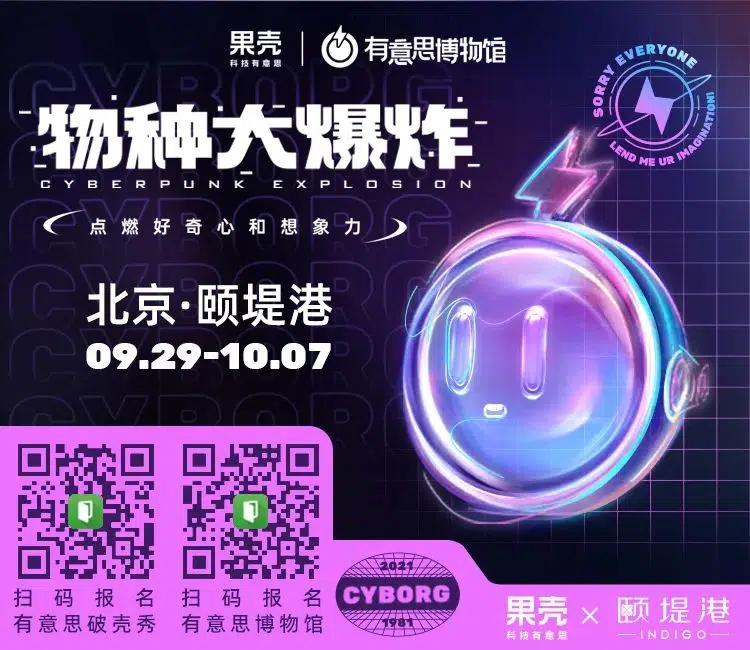 果壳
科技有意思
有意思博物馆
SORRY EVERYONE
LEND ME UR IMAGINATION!
CYBORG
物种大爆炸
CYBERPUNK EXPLOSION
点燃好奇心和想象力
CYBORG
CYBORG
北京·颐堤港
09.29-10.07
CYBORG
CYBORG
扫码报名
有意思破壳秀
扫码报名
有意思博物馆
2021
CYBORG
1981
果壳
科技有意思
×
颐堤港
INDIGO